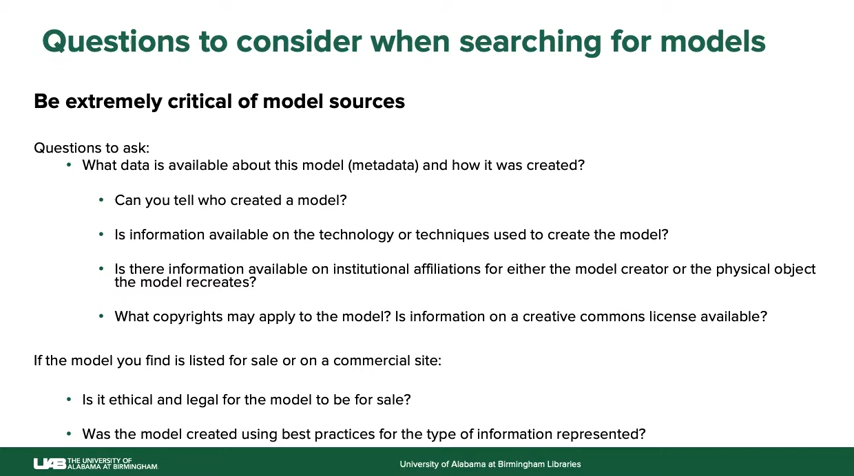 Questions to consider when searching for models
Be extremely critical of model sources
Questions to ask:
• What data is available about this model (metadata) and how it was created?
• Can you tell who created a model?
• Is information available on the technology or techniques used to create the model?
• Is there information available on institutional affiliations for either the model creator or the physical object
the model recreates?
• What copyrights may apply to the model? Is information on a creative commons license available?
If the model you find is listed for sale or on a commercial site:
• Is it ethical and legal for the model to be for sale?
• Was the model created using best practices for the type of information represented?
UAB THE UNIVERSITY OF
ALABAMA AT BIRMINGHAM
University of Alabama at Birmingham Libraries